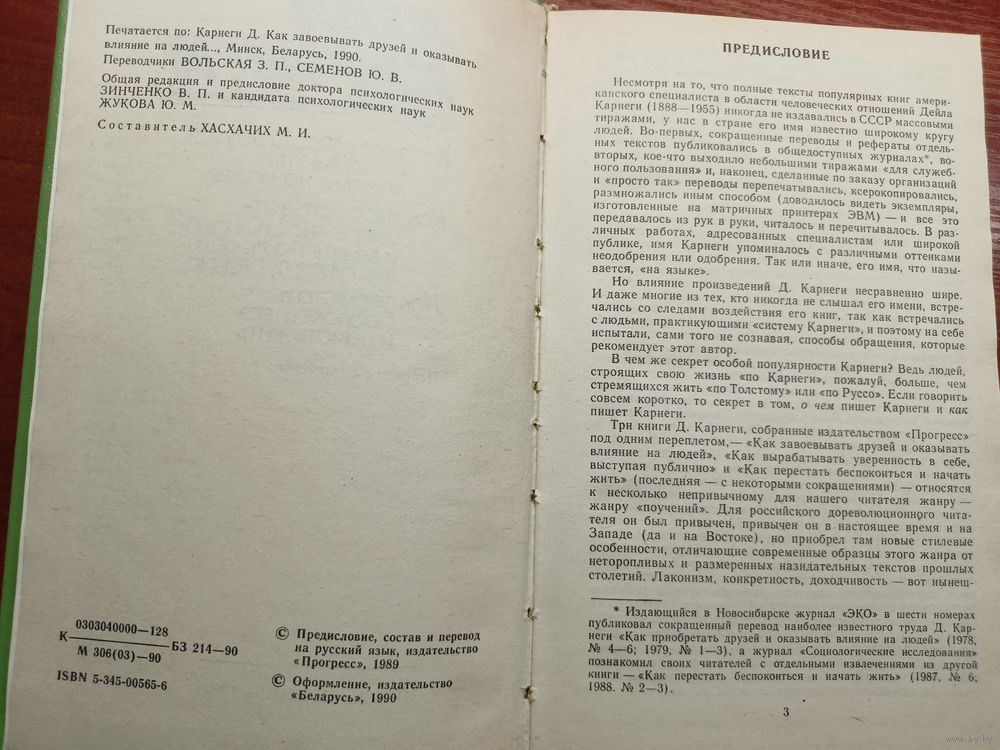 Печатается по: Карнеги Д. Как завоевывать друзей и оказывать
влияние на людей..., Минск, Беларусь, 1990.
Переводчики ВОЛЬСКАЯ З. П., СЕМЕНОВ Ю. В.
Общая редакция и предисловие доктора психологических наук
ЗИНЧЕНКО В. П. и кандидата психологических наук
ЖУКОВА Ю. М.
Составитель ХАСХАЧИХ М. И.
0303040000—128
К БЗ 214—90
М 306(03)—90
ISBN 5-345-00565-6
© Предисловие, состав и перевод
на русский язык, издательство
«Прогресс», 1989
© Оформление, издательство
«Беларусь», 1990
ПРЕДИСЛОВИЕ
Несмотря на то, что полные тексты популярных книг амери-
канского специалиста в области человеческих отношений Дейла
Карнеги (1888—1955) никогда не издавались в СССР массовыми
тиражами, у нас в стране его имя известно широкому кругу
людей. Во-первых, сокращенные переводы и рефераты отдель-
ных текстов публиковались в общедоступных журналах*, во-
вторых, кое-что выходило небольшими тиражами «для служеб-
ного пользования» и, наконец, сделанные по заказу организаций
и «просто так» переводы перепечатывались, ксерокопировались,
размножались иным способом (доводилось видеть экземпляры,
изготовленные на матричных принтерах ЭВМ) — и все это
передавалось из рук в руки, читалось и перечитывалось. В раз-
личных работах, адресованных специалистам или широкой
публике, имя Карнеги упоминалось с различными оттенками
неодобрения или одобрения. Так или иначе, его имя, что назы-
вается, «на языке».
Но влияние произведений Д. Карнеги несравненно шире.
И даже многие из тех, кто никогда не слышал его имени, встре-
чались со следами воздействия его книг, так как встречались
с людьми, практикующими «систему Карнеги», и поэтому на себе
испытали, сами того не сознавая, способы обращения, которые
рекомендует этот автор.
В чем же секрет особой популярности Карнеги? Ведь людей,
строящих свою жизнь «по Карнеги», пожалуй, больше, чем
стремящихся жить «по Толстому» или «по Руссо». Если говорить
совсем коротко, то секрет в том, о чем пишет Карнеги и как
пишет Карнеги.
Три книги Д. Карнеги, собранные издательством «Прогресс»
под одним переплетом,— «Как завоевывать друзей и оказывать
влияние на людей», «Как вырабатывать уверенность в себе,
выступая публично» и «Как перестать беспокоиться и начать
жить» (последняя — с некоторыми сокращениями) — относятся
к несколько непривычному для нашего читателя жанру —
жанру «поучений». Для российского дореволюционного чита-
теля он был привычен, привычен он в настоящее время и на
Западе (да и на Востоке), но приобрел там новые стилевые
особенности, отличающие современные образцы этого жанра от
неторопливых и размеренных назидательных текстов прошлых
столетий. Лаконизм, конкретность, доходчивость — вот нынеш-
* Издающийся в Новосибирске журнал «ЭКО» в шести номерах
публиковал сокращенный перевод наиболее известного труда Д. Кар-
неги «Как приобретать друзей и оказывать влияние на людей» (1978,
№ 4—6; 1979, № 1—3), а журнал «Социологические исследования»
познакомил своих читателей с отдельными извлечениями из другой
книги — «Как перестать беспокоиться и начать жить» (1987, № 6;
1988. № 2—3).
3
www.ay.by